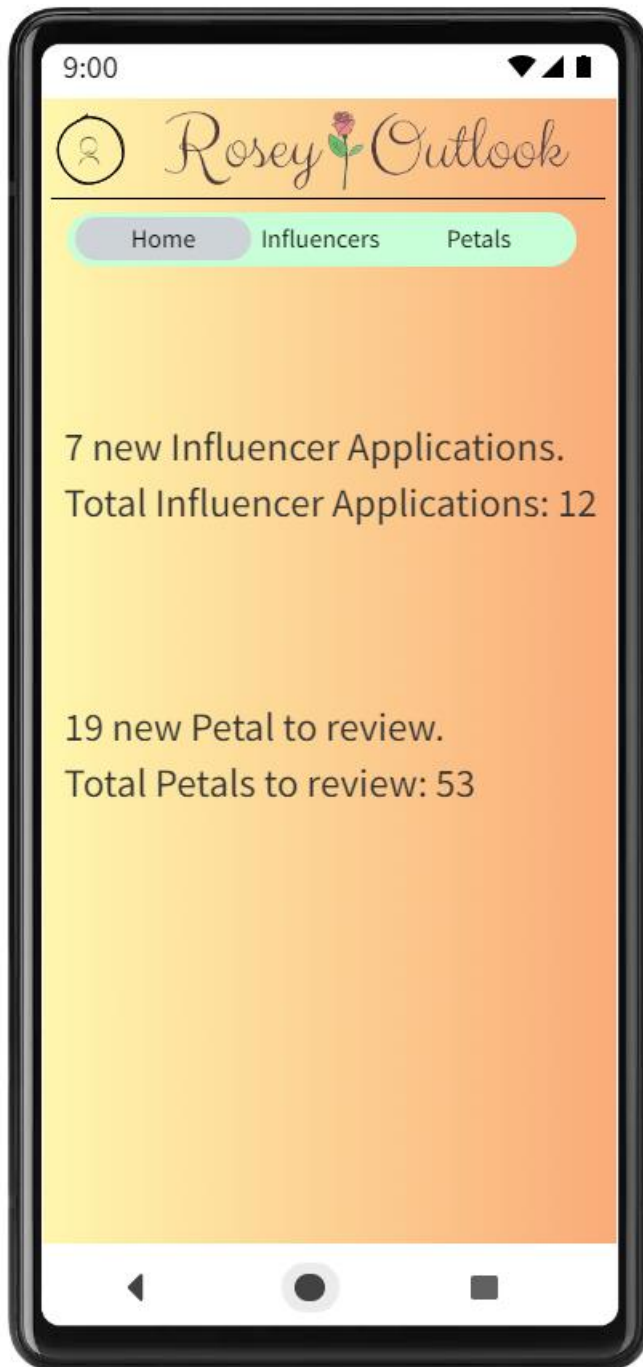 9:00
Rosey Outlook
Home Influencers Petals
7 new Influencer Applications.
Total Influencer Applications: 12
19 new Petal to review.
Total Petals to review: 53